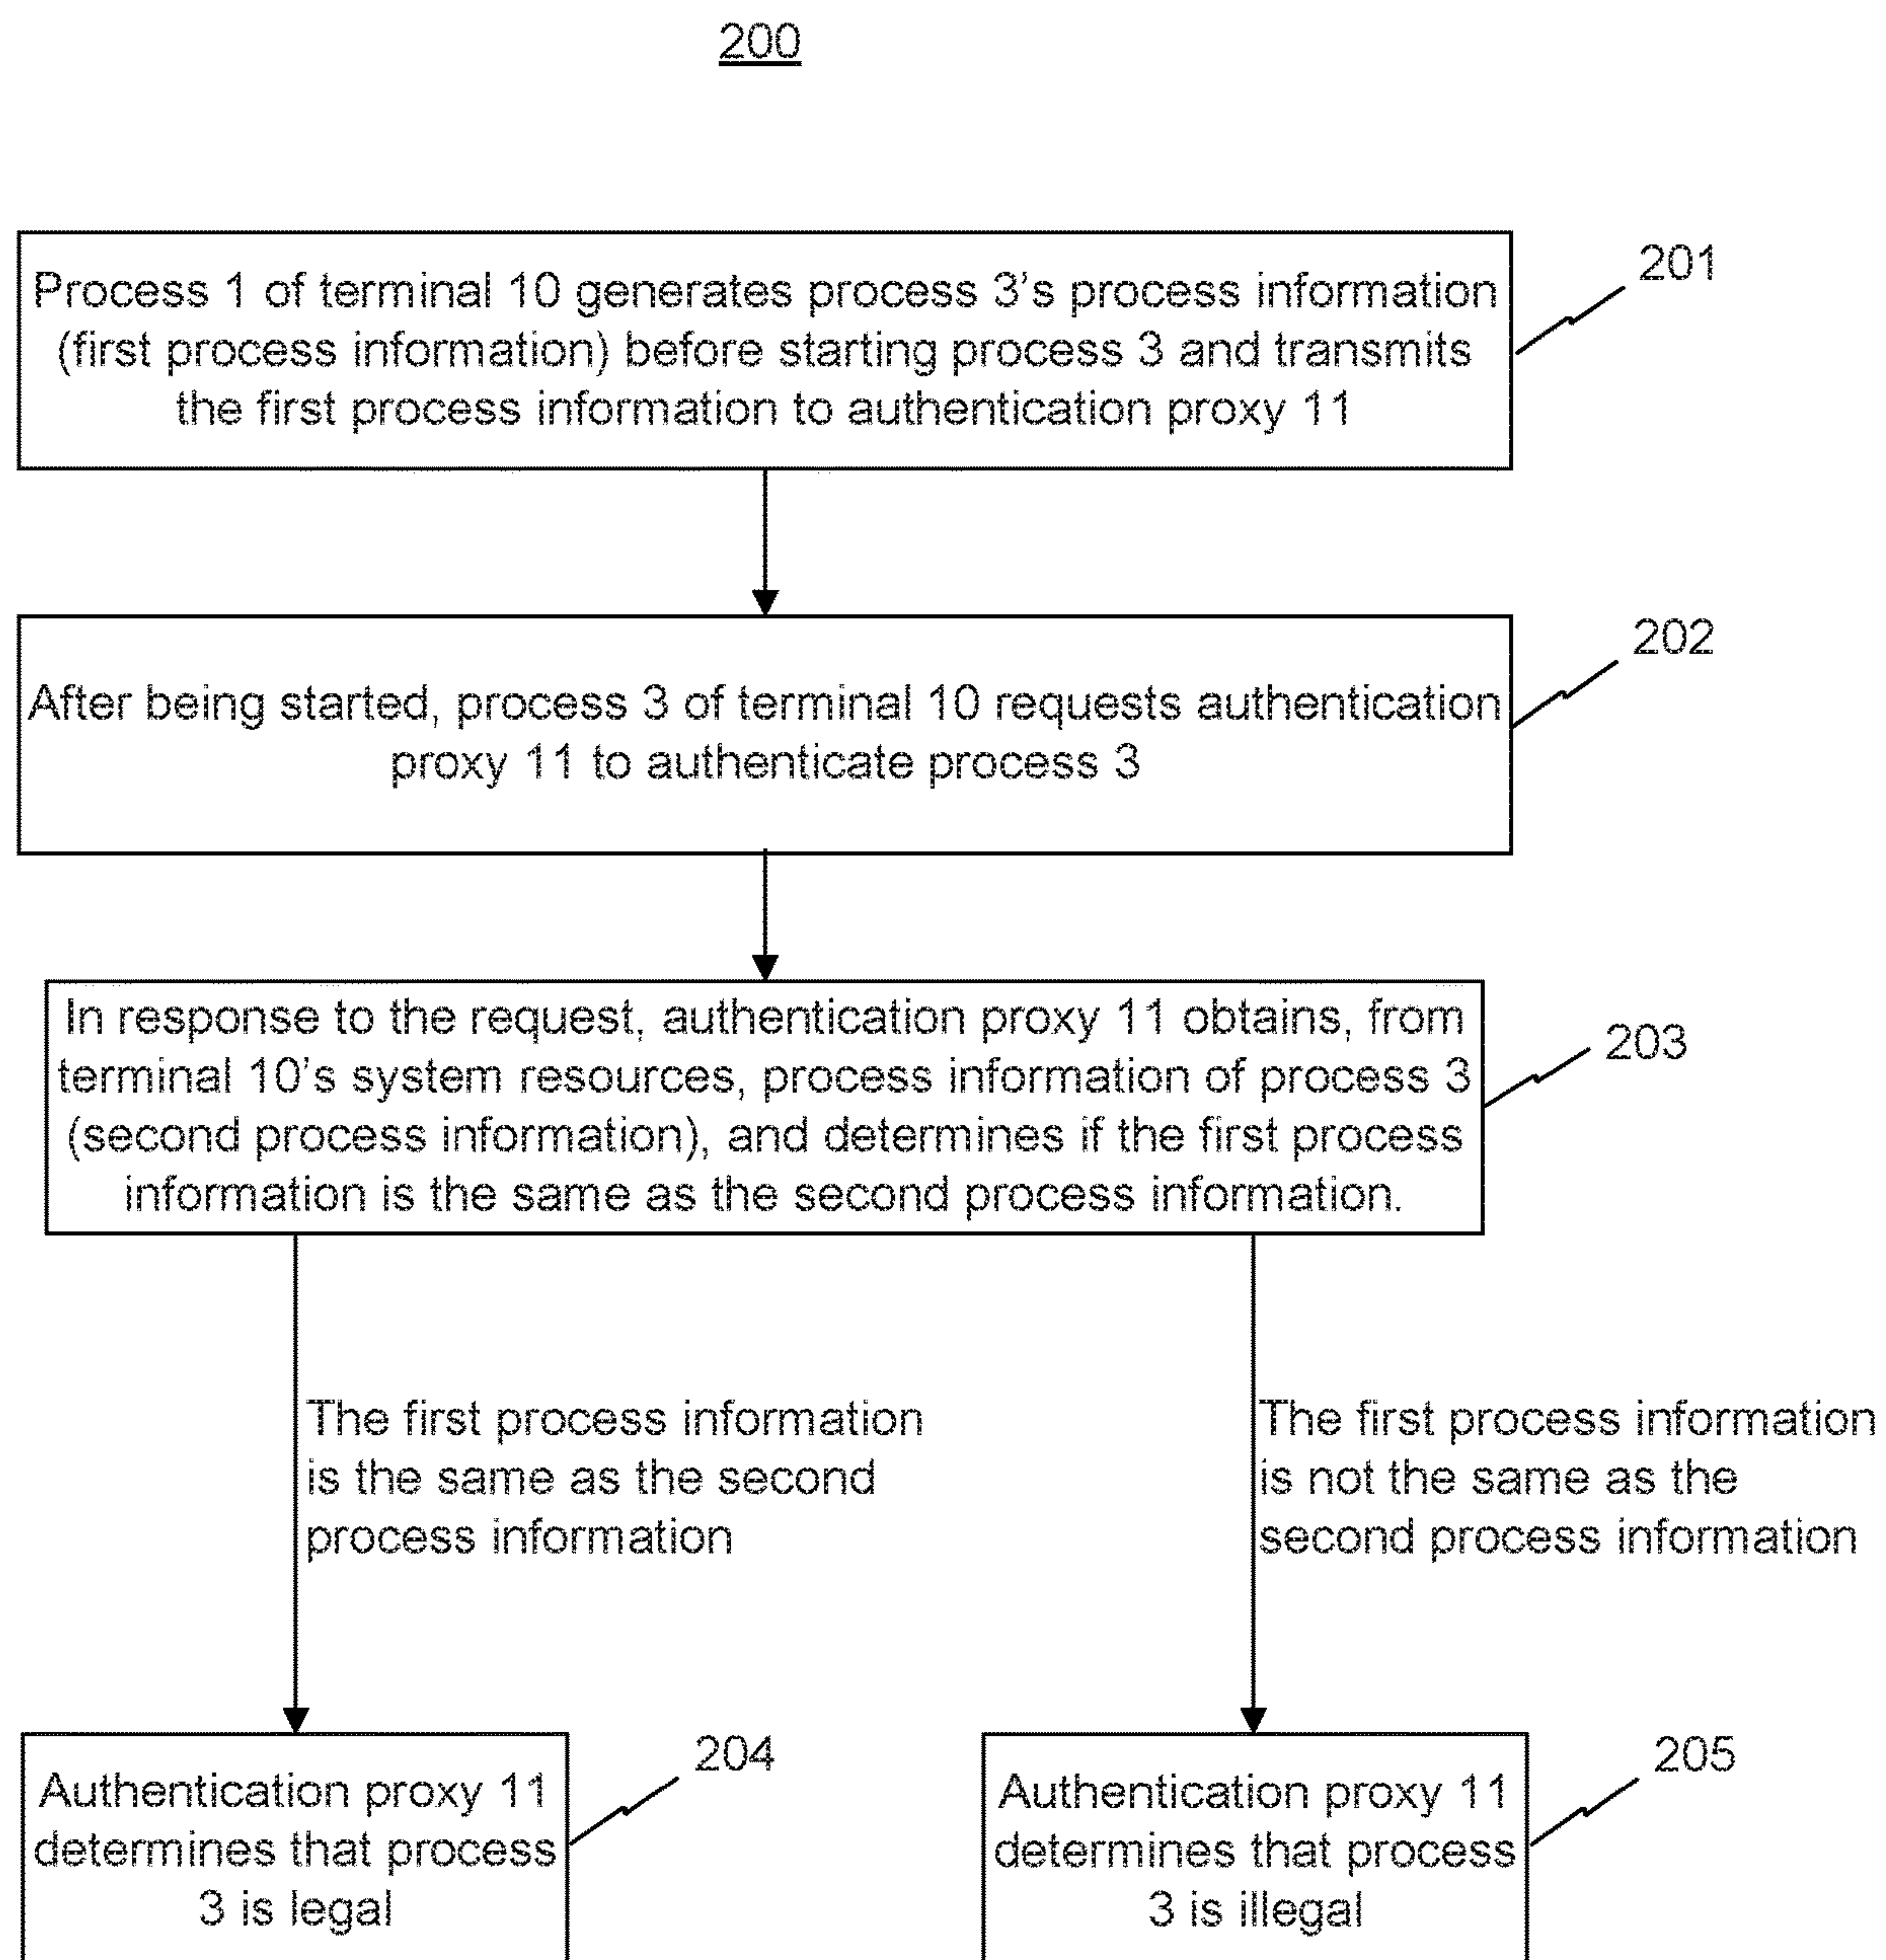 200
Process 1 of terminal 10 generates process 3's process information
(first process information) before starting process 3 and transmits
the first process information to authentication proxy 11
201
After being started, process 3 of terminal 10 requests authentication
proxy 11 to authenticate process 3
202
In response to the request, authentication proxy 11 obtains, from
terminal 10's system resources, process information of process 3
(second process information), and determines if the first process
information is the same as the second process information.
203
The first process information
is the same as the second
process information
The first process information
is not the same as the
second process information
Authentication proxy 11
determines that process
3 is legal
204
Authentication proxy 11
determines that process
3 is illegal
205